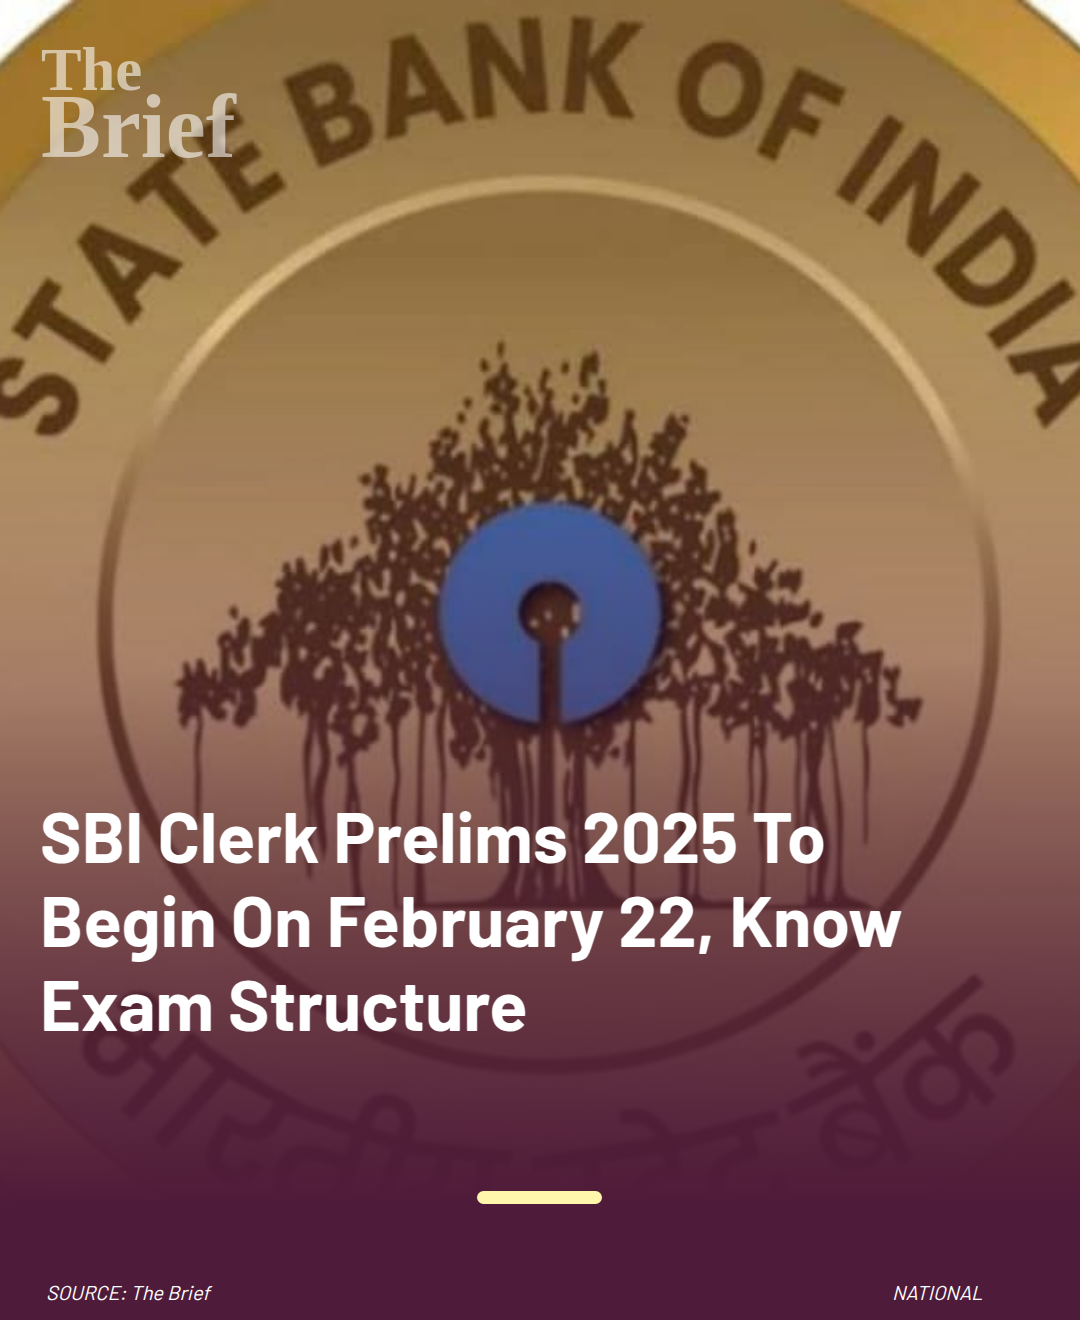 The
Brief
STATE BANK OF INDIA
SBI Clerk Prelims 2025 To
Begin On February 22, Know
Exam Structure
भारतीय स्टेट बैंक
SOURCE: The Brief
NATIONAL